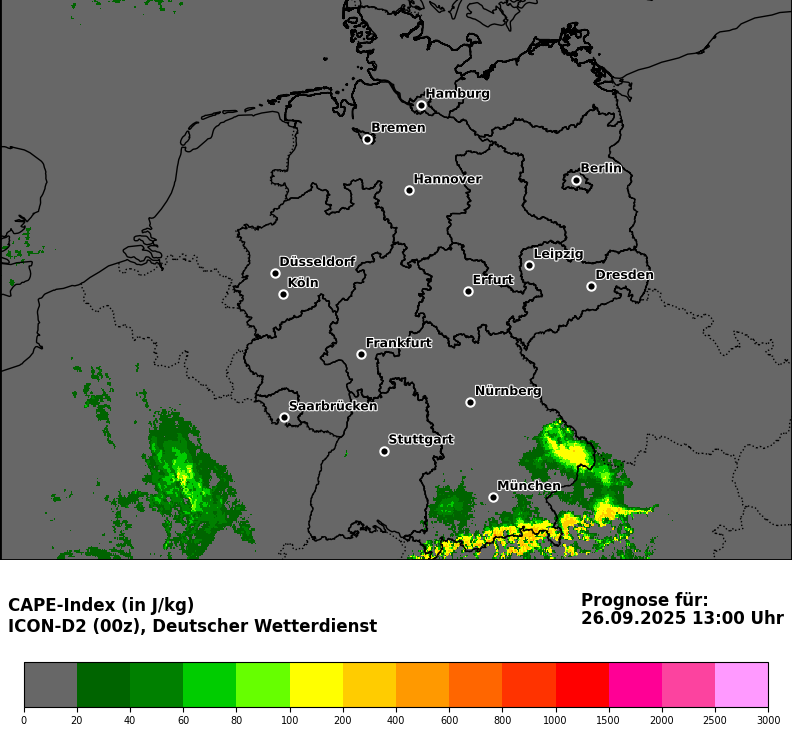 Hamburg
Bremen
Berlin
Hannover
Leipzig
Düsseldorf
Dresden
Köln
Erfurt
Frankfurt
Nürnberg
Saarbrücken
Stuttgart
München
CAPE-Index (in J/kg)
ICON-D2 (00z), Deutscher Wetterdienst
Prognose für:
26.09.2025 13:00 Uhr
0 20 40 60 80 100 200 400 600 800 1000 1500 2000 2500 3000